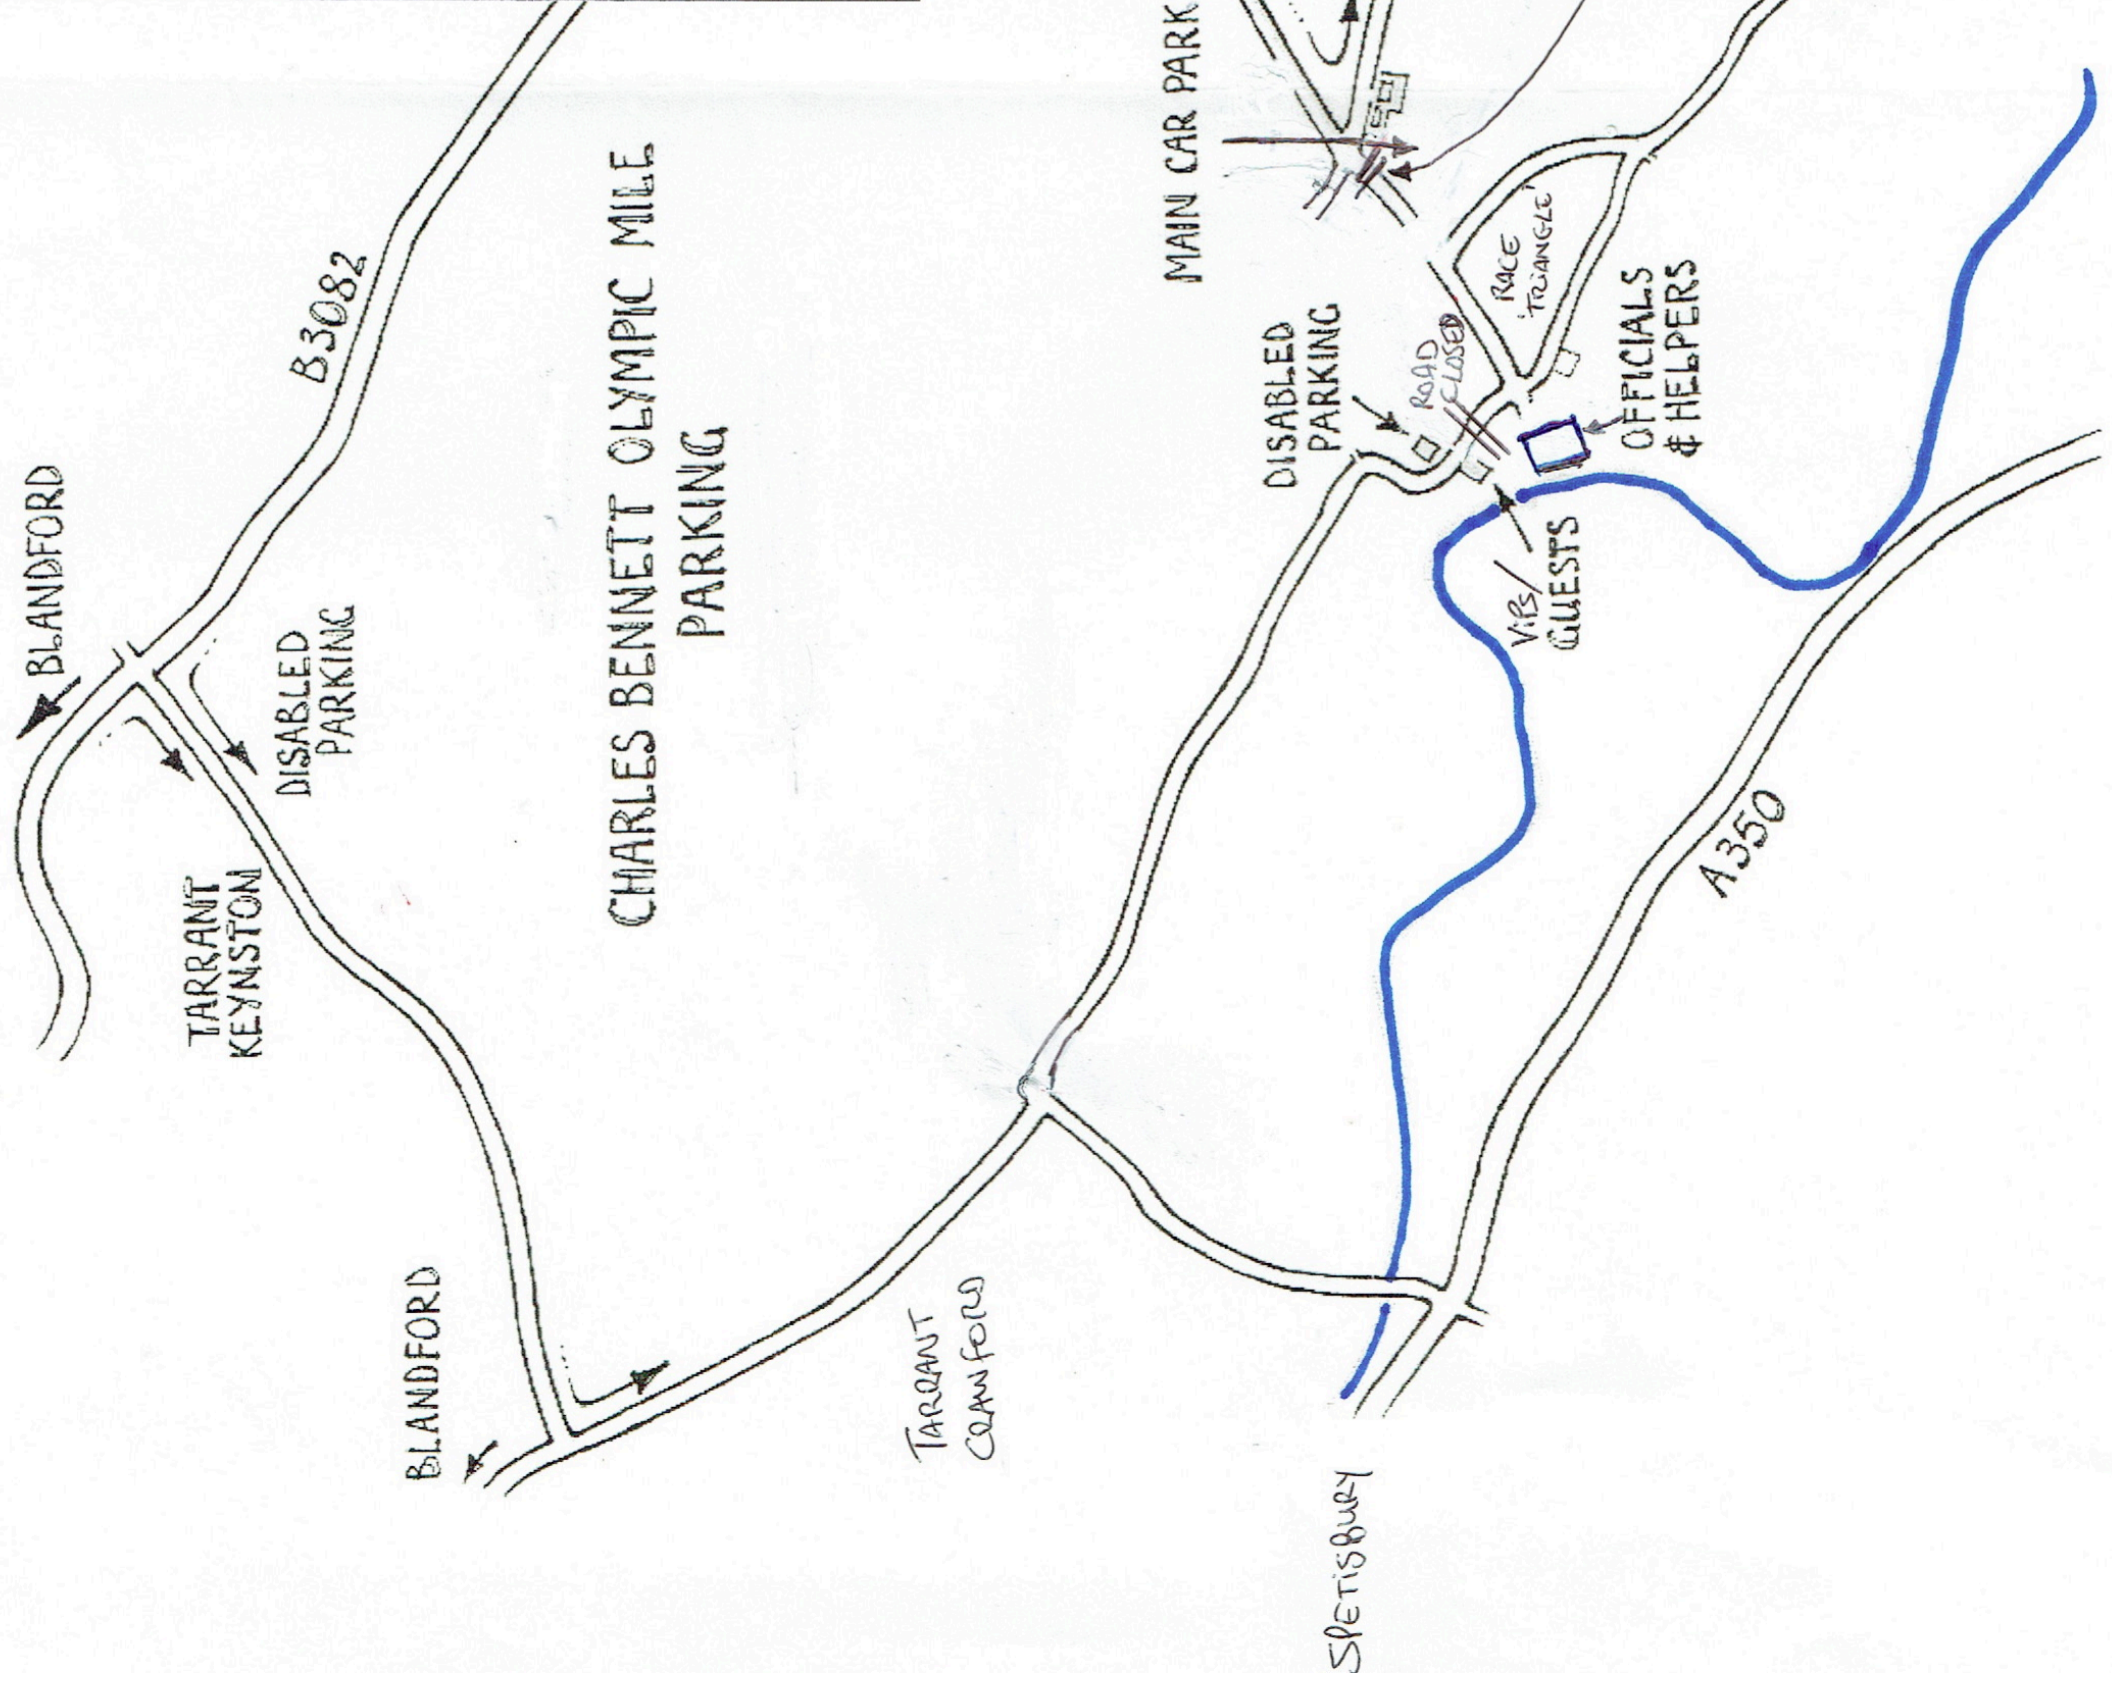 BLANDFORD
B3082
DISABLED
PARKING
TARRANT
KEYNSTON
CHARLES BENNETT OLYMPIC MILE
PARKING
BLANDFORD
TARRANT
CRAWFORD
MAIN CAR PARK
DISABLED
PARKING
ROAD
CLOSED
RACE
'TRIANGLE'
OFFICIALS
& HELPERS
ViPs/
GUESTS
A350
SPETISBURY